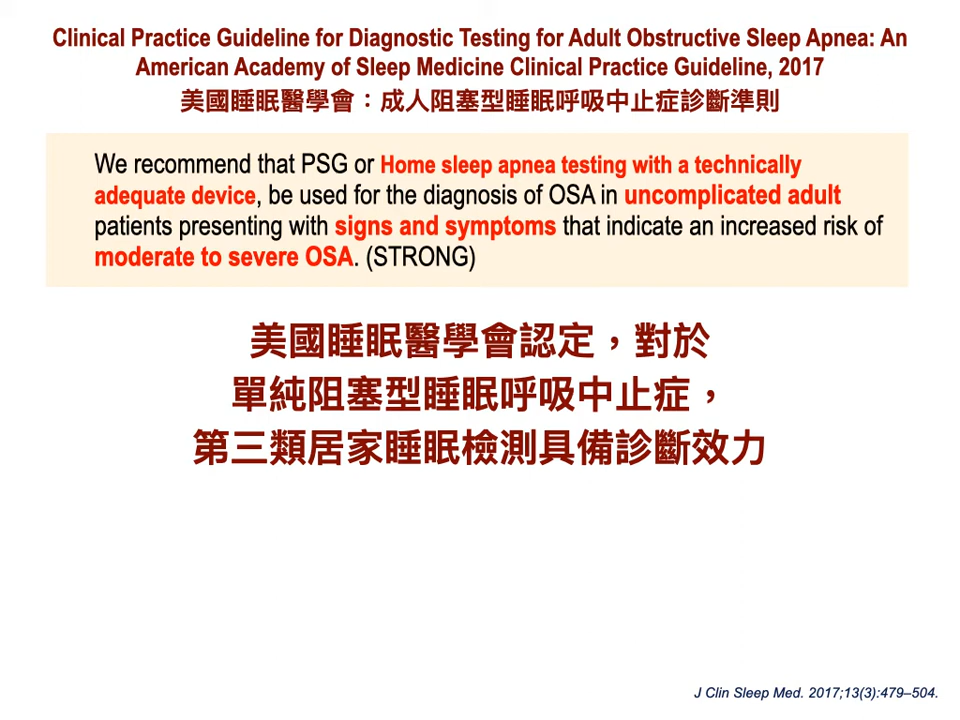 Clinical Practice Guideline for Diagnostic Testing for Adult Obstructive Sleep Apnea: An
American Academy of Sleep Medicine Clinical Practice Guideline, 2017
美國睡眠醫學會：成人阻塞型睡眠呼吸中止症診斷準則
We recommend that PSG or Home sleep apnea testing with a technically
adequate device, be used for the diagnosis of OSA in uncomplicated adult
patients presenting with signs and symptoms that indicate an increased risk of
moderate to severe OSA. (STRONG)
美國睡眠醫學會認定，對於
單純阻塞型睡眠呼吸中止症，
第三類居家睡眠檢測具備診斷效力
J Clin Sleep Med. 2017;13(3):479–504.